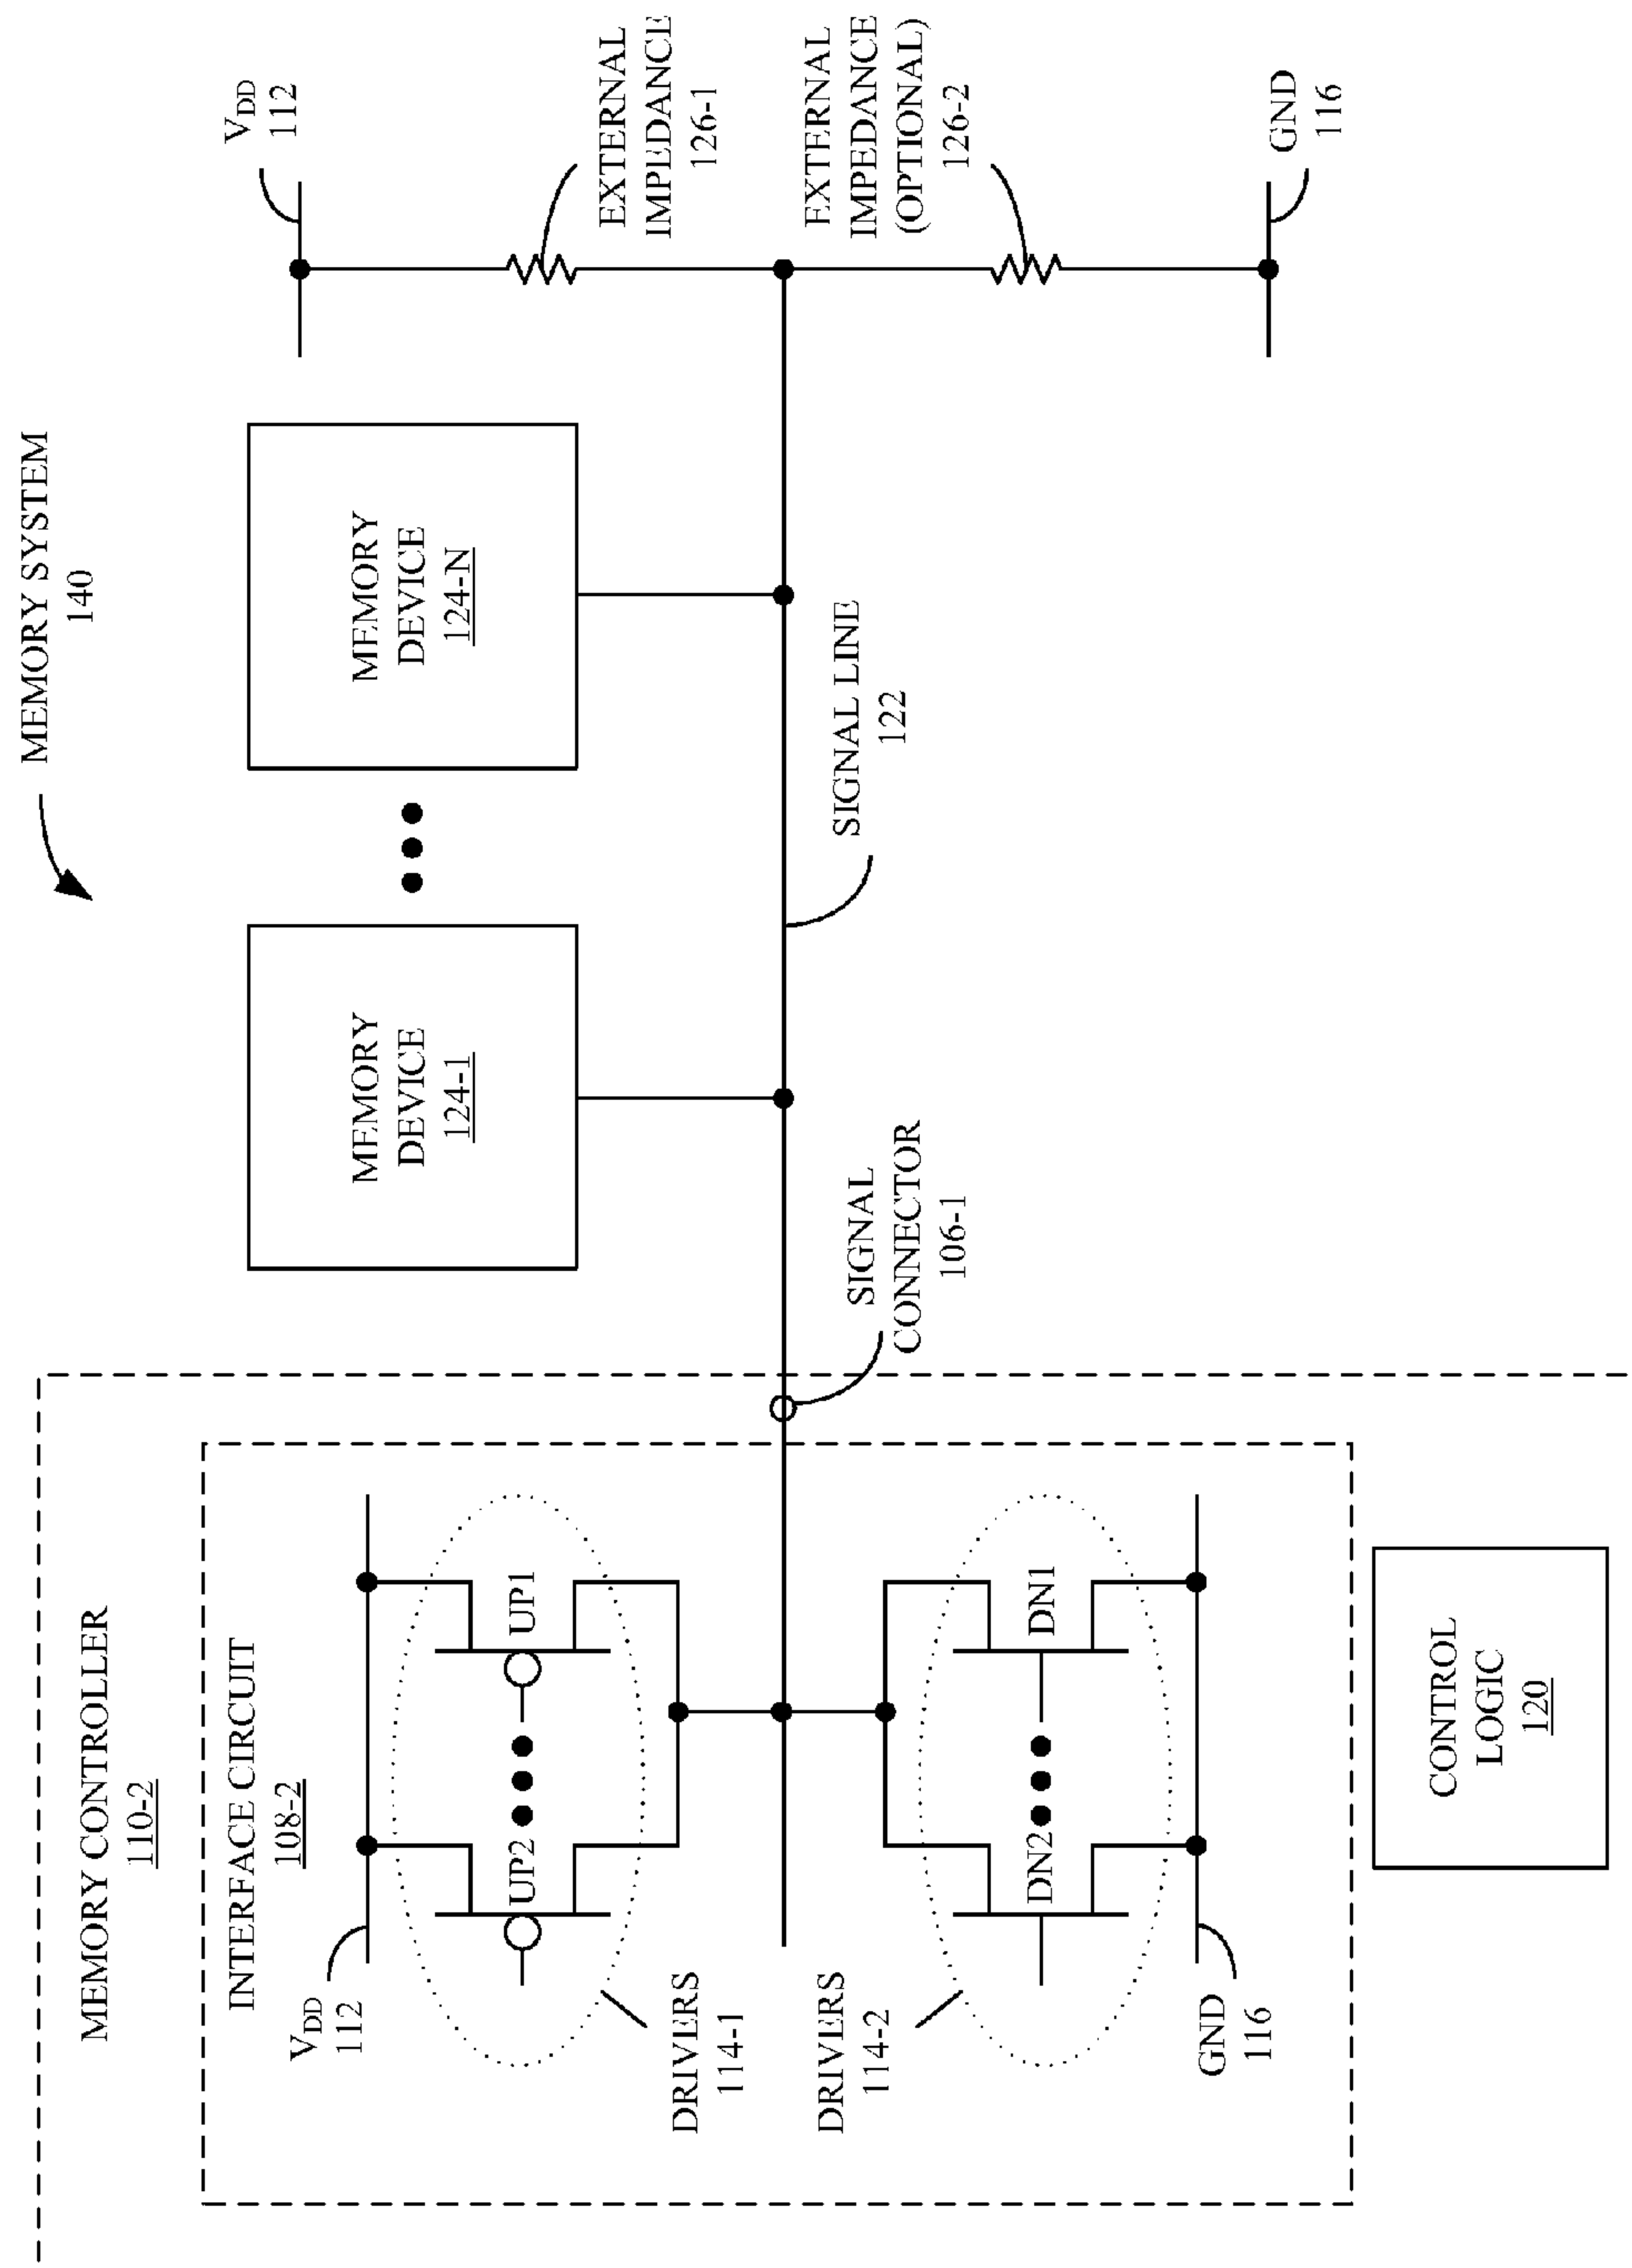 MEMORY SYSTEM
140
MEMORY CONTROLLER
110-2
INTERFACE CIRCUIT
108-2
V_DD
112
UP2
UP1
DRIVERS
114-1
DRIVERS
114-2
DN2
DN1
GND
116
CONTROL
LOGIC
120
SIGNAL
CONNECTOR
106-1
MEMORY
DEVICE
124-1
MEMORY
DEVICE
124-N
SIGNAL LINE
122
V_DD
112
EXTERNAL
IMPEDANCE
126-1
EXTERNAL
IMPEDANCE
(OPTIONAL)
126-2
GND
116